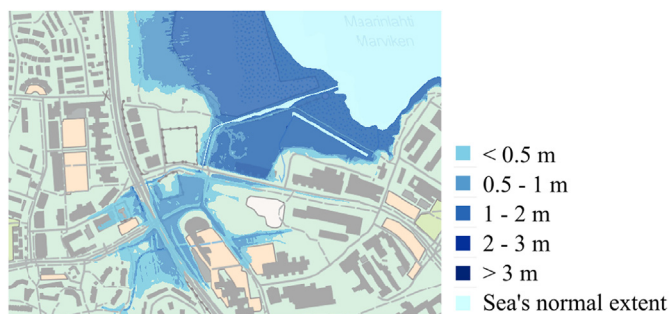 Maarinlahti
Marviken
< 0.5 m
0.5 - 1 m
1 - 2 m
2 - 3 m
> 3 m
Sea's normal extent